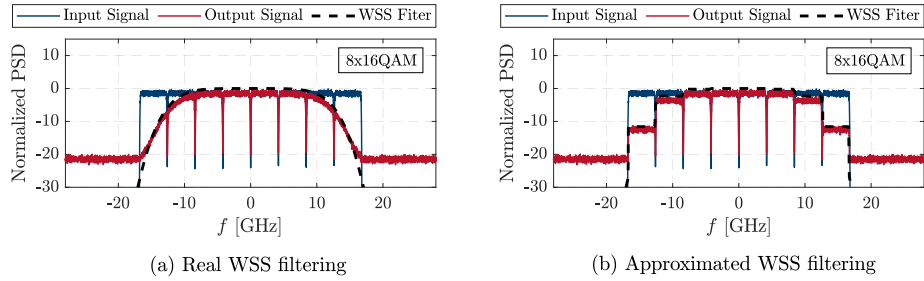 Input Signal Output Signal WSS Fiter
Input Signal Output Signal WSS Fiter
Normalized PSD
10
0
-10
-20
-30
8x16QAM
-20 -10 0 10 20
f [GHz]
(a) Real WSS filtering
Normalized PSD
10
0
-10
-20
-30
8x16QAM
-20 -10 0 10 20
f [GHz]
(b) Approximated WSS filtering